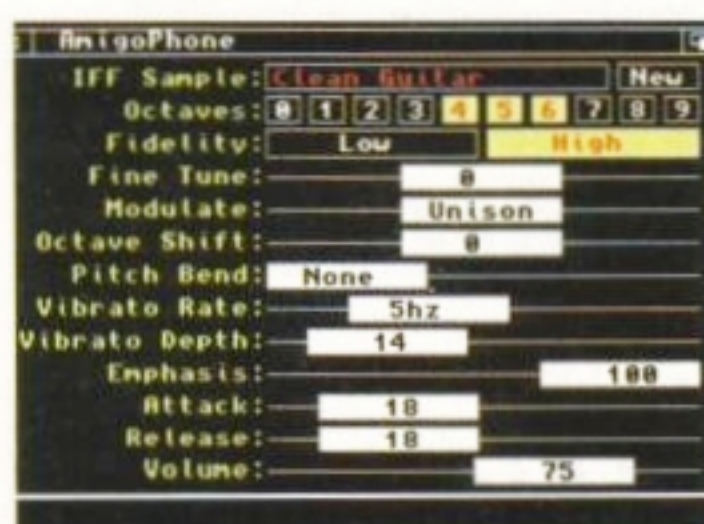 AmigoPhone
IFF Sample: Clean Guitar New
Octaves: 0 1 2 3 4 5 6 7 8 9
Fidelity: Low High
Fine Tune: 0
Modulate: Unison
Octave Shift: 0
Pitch Bend: None
Vibrato Rate: 5hz
Vibrato Depth: 14
Emphasis: 100
Attack: 18
Release: 18
Volume: 75